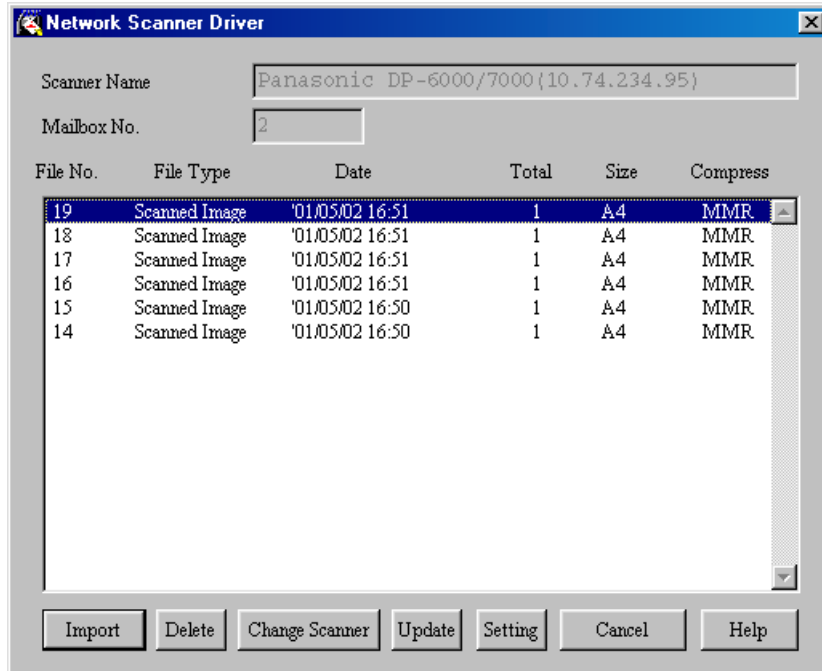 Network Scanner Driver
Scanner Name Panasonic DP-6000/7000(10.74.234.95)
Mailbox No. 2
File No. File Type Date Total Size Compress
19 Scanned Image '01/05/02 16:51 1 A4 MMR
18 Scanned Image '01/05/02 16:51 1 A4 MMR
17 Scanned Image '01/05/02 16:51 1 A4 MMR
16 Scanned Image '01/05/02 16:51 1 A4 MMR
15 Scanned Image '01/05/02 16:50 1 A4 MMR
14 Scanned Image '01/05/02 16:50 1 A4 MMR
Import Delete Change Scanner Update Setting Cancel Help